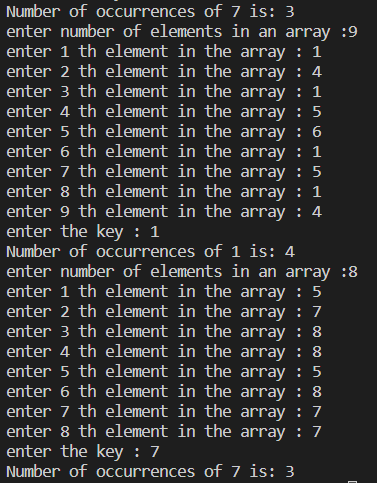 Number of occurrences of 7 is: 3
enter number of elements in an array :9
enter 1 th element in the array : 1
enter 2 th element in the array : 4
enter 3 th element in the array : 1
enter 4 th element in the array : 5
enter 5 th element in the array : 6
enter 6 th element in the array : 1
enter 7 th element in the array : 5
enter 8 th element in the array : 1
enter 9 th element in the array : 4
enter the key : 1
Number of occurrences of 1 is: 4
enter number of elements in an array :8
enter 1 th element in the array : 5
enter 2 th element in the array : 7
enter 3 th element in the array : 8
enter 4 th element in the array : 8
enter 5 th element in the array : 5
enter 6 th element in the array : 8
enter 7 th element in the array : 7
enter 8 th element in the array : 7
enter the key : 7
Number of occurrences of 7 is: 3